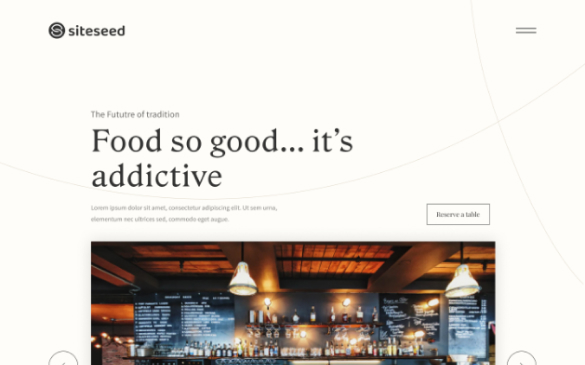 siteseed
The Fututre of tradition
Food so good... it's
addictive
Lorem ipsum dolor sit amet, consectetur adipiscing elit. Ut sem urna,
elementum nec ultrices sed, commodo eget augue.
Reserve a table